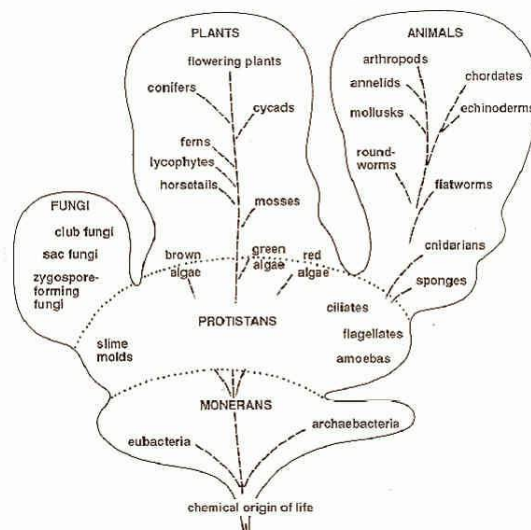 PLANTS
flowering plants
conifers
cycads
ferns
lycophytes
horsetails
mosses
ANIMALS
arthropods
chordates
annelids
echinoderms
mollusks
round-
worms
flatworms
cnidarians
sponges
FUNGI
club fungi
sac fungi
zygospore-
forming
fungi
brown
algae
green
algae
red
algae
PROTISTANS
ciliates
flagellates
amoebas
slime
molds
MONERANS
eubacteria
archaebacteria
chemical origin of life